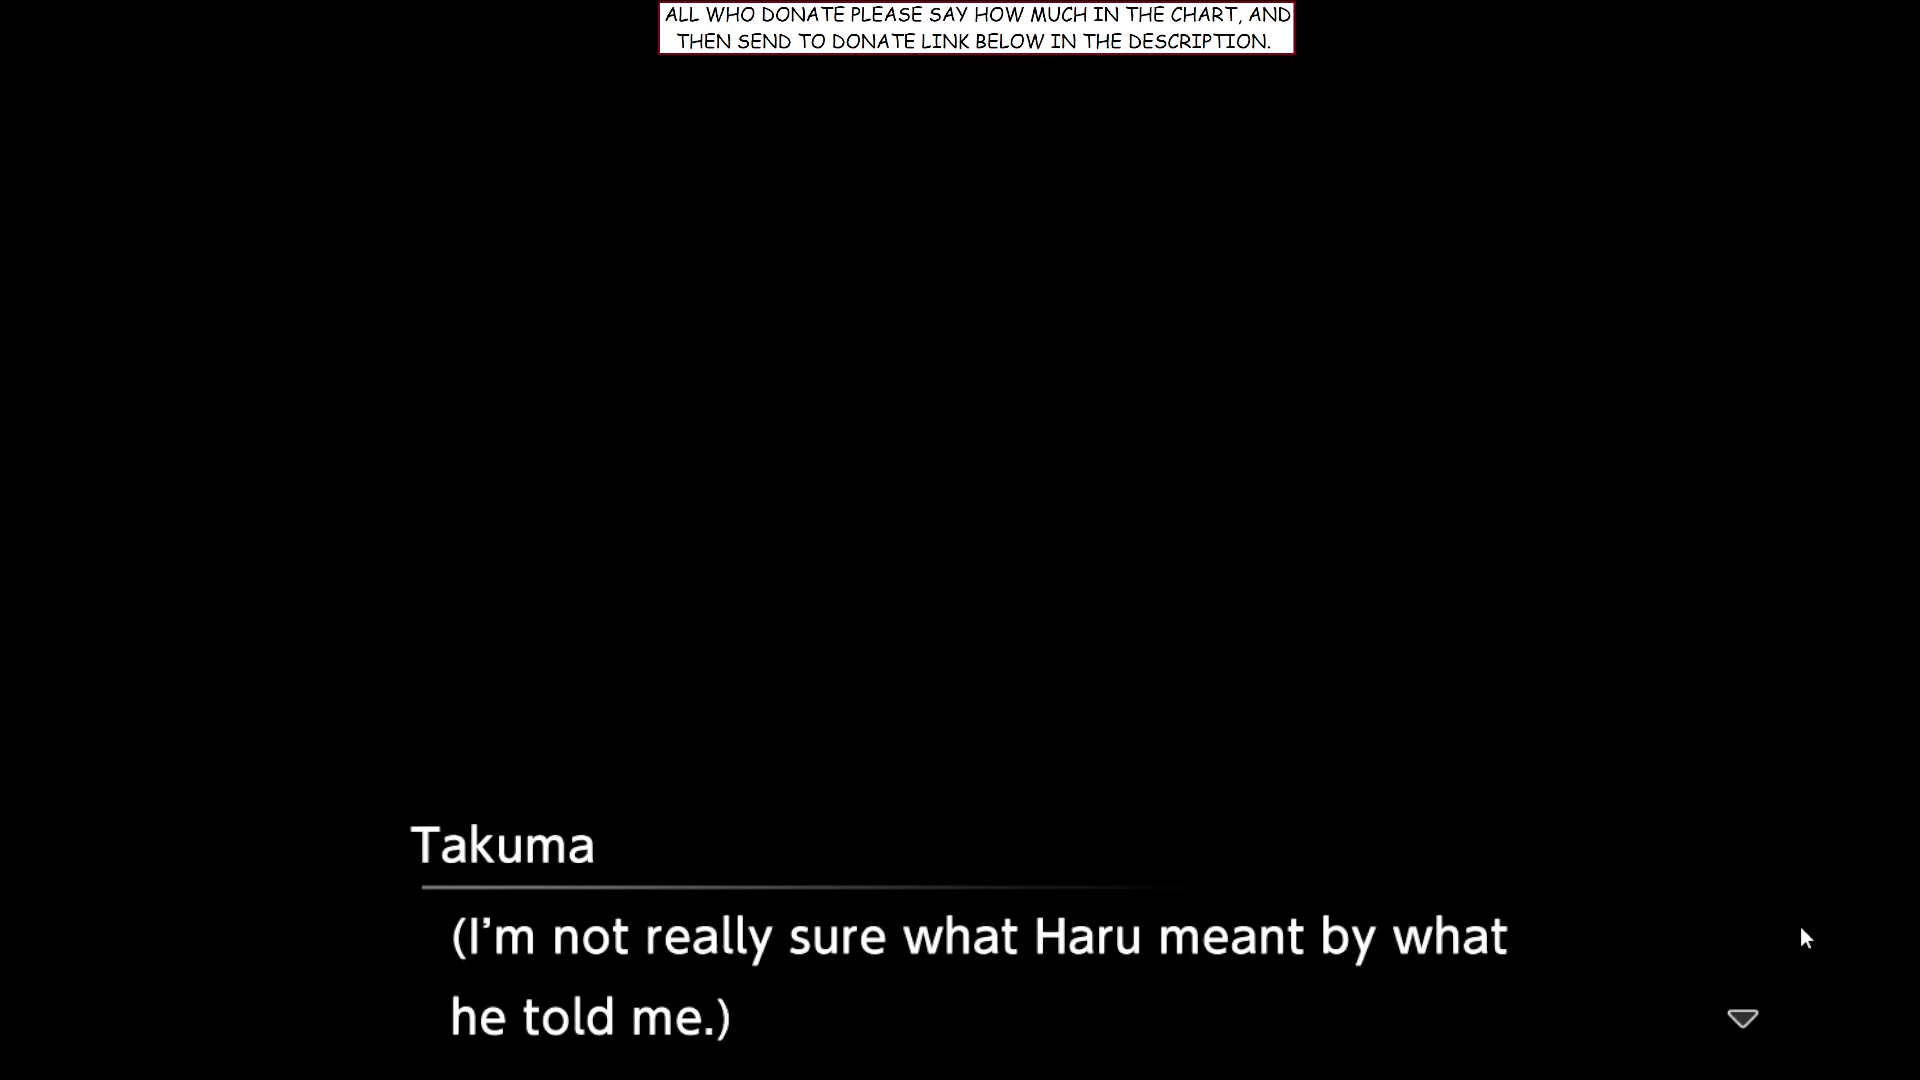 ALL WHO DONATE PLEASE SAY HOW MUCH IN THE CHART, AND
THEN SEND TO DONATE LINK BELOW IN THE DESCRIPTION.
Takuma
(I’m not really sure what Haru meant by what
he told me.)